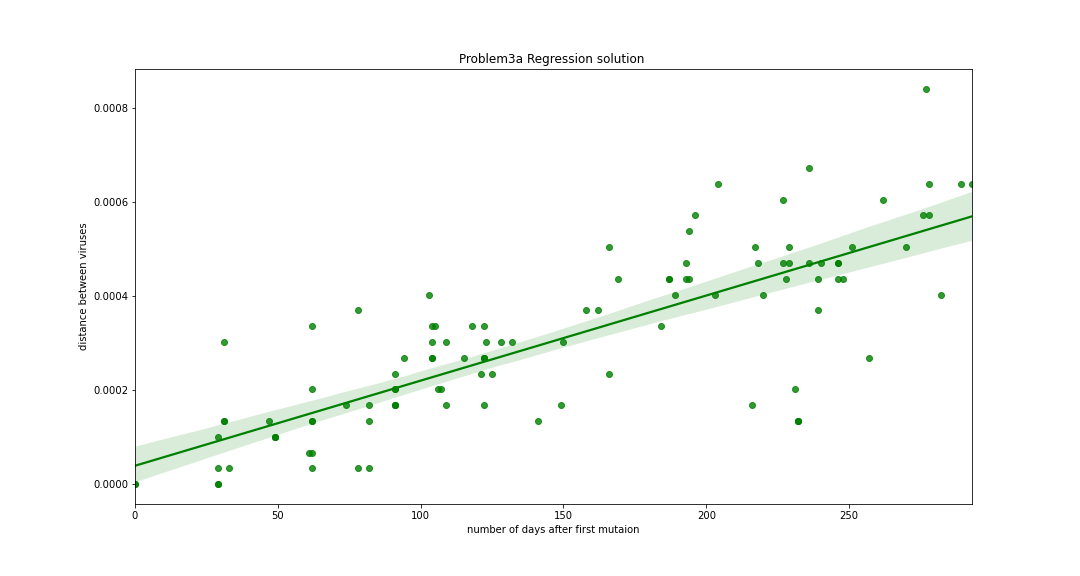 Problem3a Regression solution
0.0008
0.0006
0.0004
0.0002
0.0000
distance between viruses
0 50 100 150 200 250
number of days after first mutaion